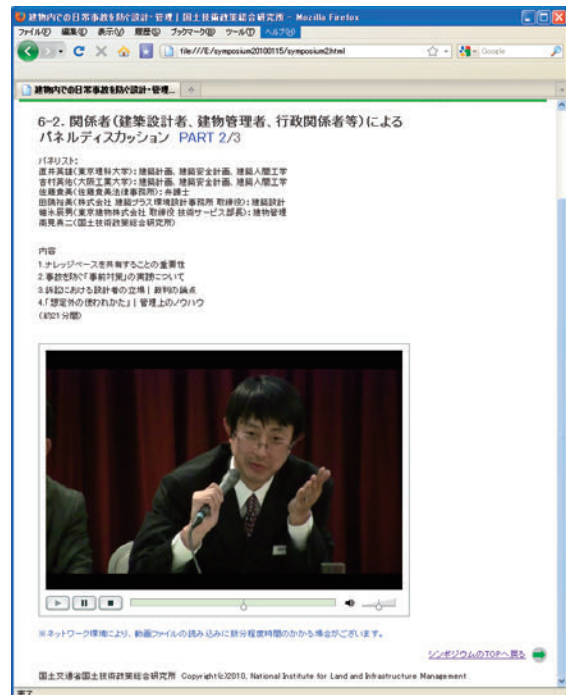 建物内での日常事故を防ぐ設計・管理 | 国土技術政策総合研究所 - Mozilla Firefox
ファイル(F) 編集(E) 表示(V) 履歴(S) ブックマーク(B) ツール(T) ヘルプ(H)
file:///E:/symposium20100115/symposium2.html
Google
建物内での日常事故を防ぐ設計・管理...
6-2. 関係者(建築設計者、建物管理者、行政関係者等)による
パネルディスカッション PART 2/3
パネリスト:
直井英雄(東京理科大学):建築計画、建築安全計画、建築人間工学
吉村英祐(大阪工業大学):建築計画、建築安全計画、建築人間工学
佐藤貴美(佐藤貴美法律事務所):弁護士
(株式会社 建築プラス環境設計事務所 取締役):建築設計
(東京建物株式会社 取締役 技術サービス部長):建物管理
(国土技術政策総合研究所)
内容
1.ナレッジベースを共有することの重要性
2.事故を防ぐ「事前対策」の実践について
3.訴訟における設計者の立場 | 裁判の論点
4.「想定外の使われかた」 | 管理上のノウハウ
(約21分間)
※ネットワーク環境により、動画ファイルの読み込みに数分程度時間のかかる場合がございます。
シンポジウムのTOPへ戻る
国土交通省国土技術政策総合研究所 Copyright(c)2010, National Institute for Land and Infrastructure Management
完了